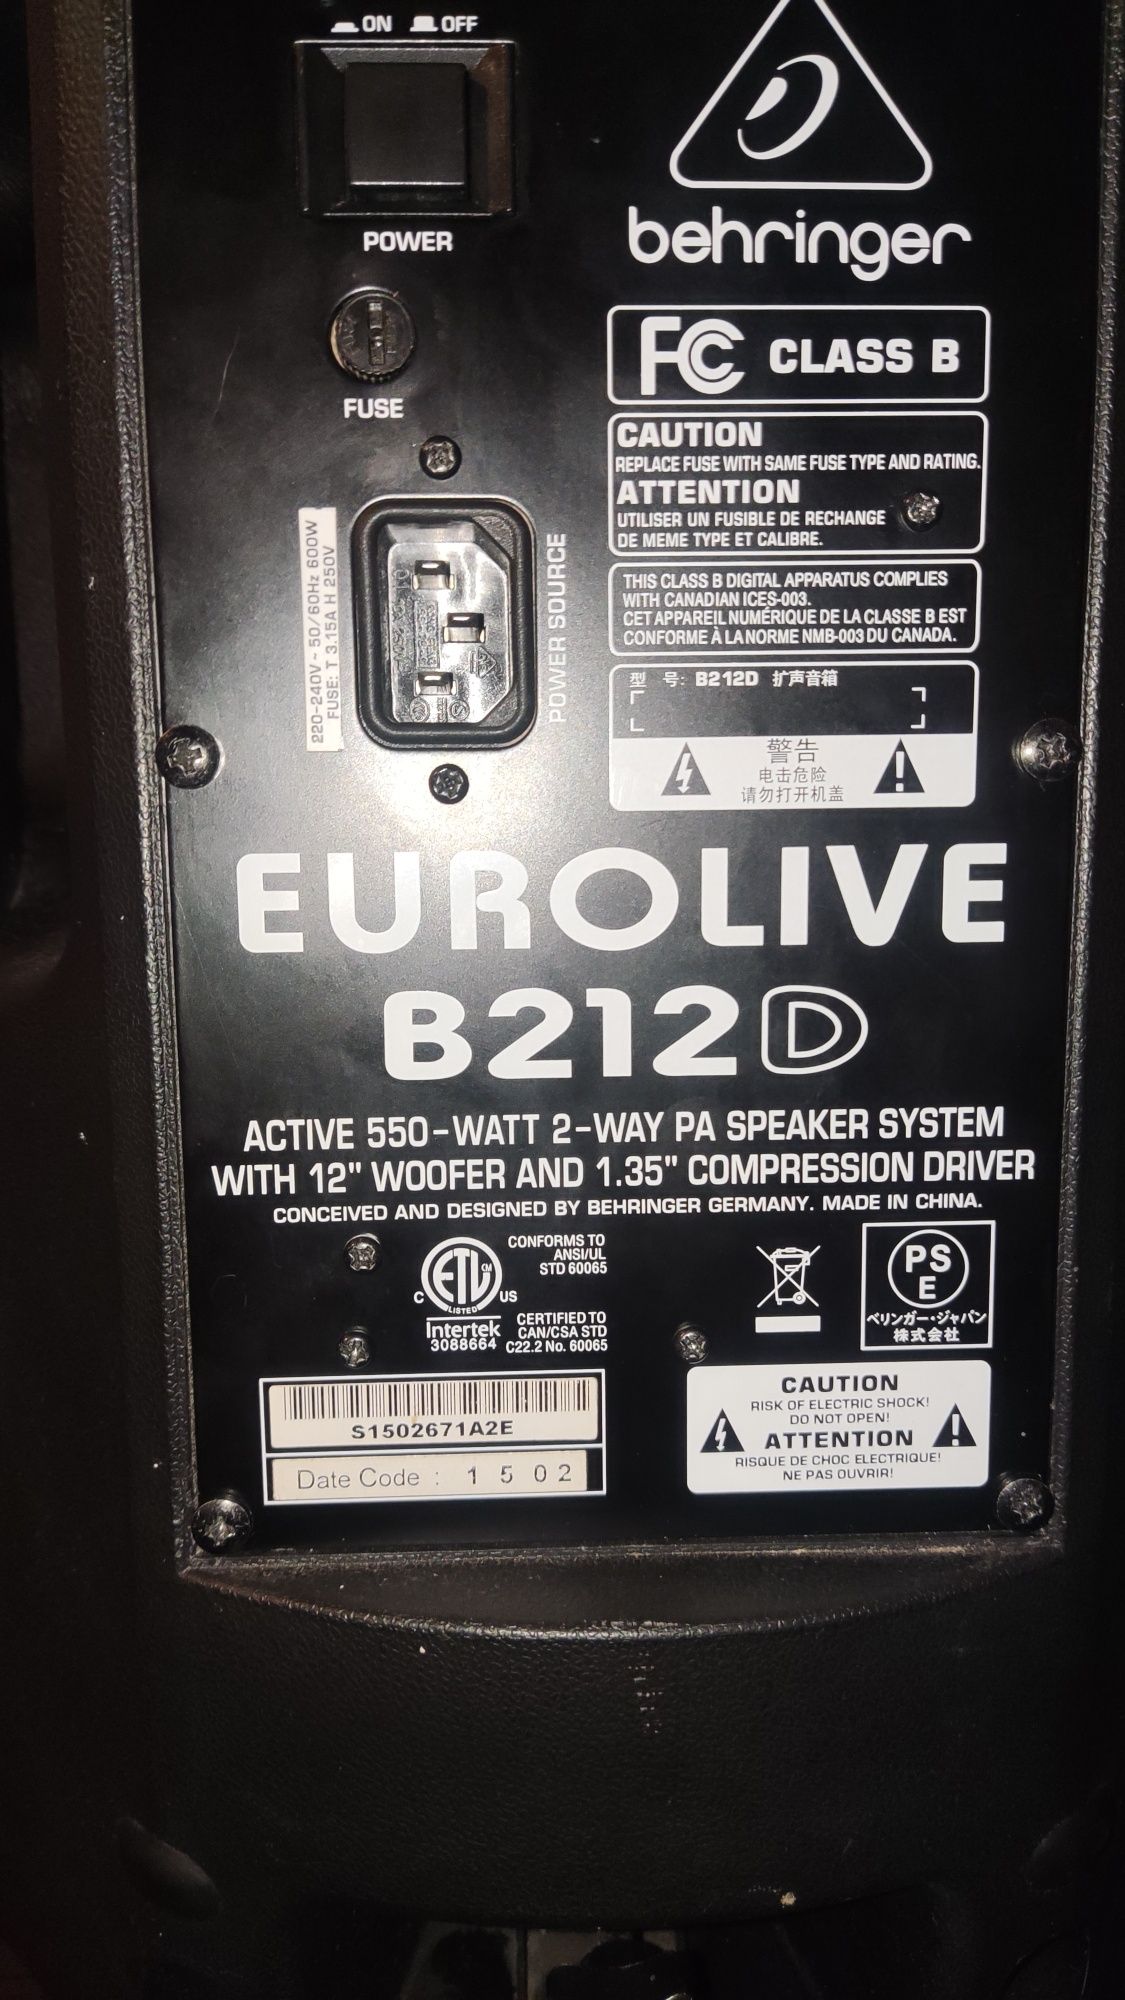 ON OFF
POWER
behringer
FUSE
FC CLASS B
CAUTION
REPLACE FUSE WITH SAME FUSE TYPE AND RATING.
ATTENTION
UTILISER UN FUSIBLE DE RECHANGE
DE MEME TYPE ET CALIBRE.
220-240V~ 50/60Hz 600W
FUSE: T 3.15A H 250V
POWER SOURCE
THIS CLASS B DIGITAL APPARATUS COMPLIES
WITH CANADIAN ICES-003.
CET APPAREIL NUMÉRIQUE DE LA CLASSE B EST
CONFORME À LA NORME NMB-003 DU CANADA.
型 号: B212D 扩声音箱
警告
电击危险
请勿打开机盖
EUROLIVE
B212D
ACTIVE 550-WATT 2-WAY PA SPEAKER SYSTEM
WITH 12" WOOFER AND 1.35" COMPRESSION DRIVER
CONCEIVED AND DESIGNED BY BEHRINGER GERMANY. MADE IN CHINA.
C ETL CM LISTED US
Intertek
3088664
CONFORMS TO
ANSI/UL
STD 60065
CERTIFIED TO
CAN/CSA STD
C22.2 No. 60065
PS
E
ベリンガー・ジャパン
株式会社
S1502671A2E
Date Code : 1 5 0 2
CAUTION
RISK OF ELECTRIC SHOCK!
DO NOT OPEN!
ATTENTION
RISQUE DE CHOC ELECTRIQUE!
NE PAS OUVRIR!